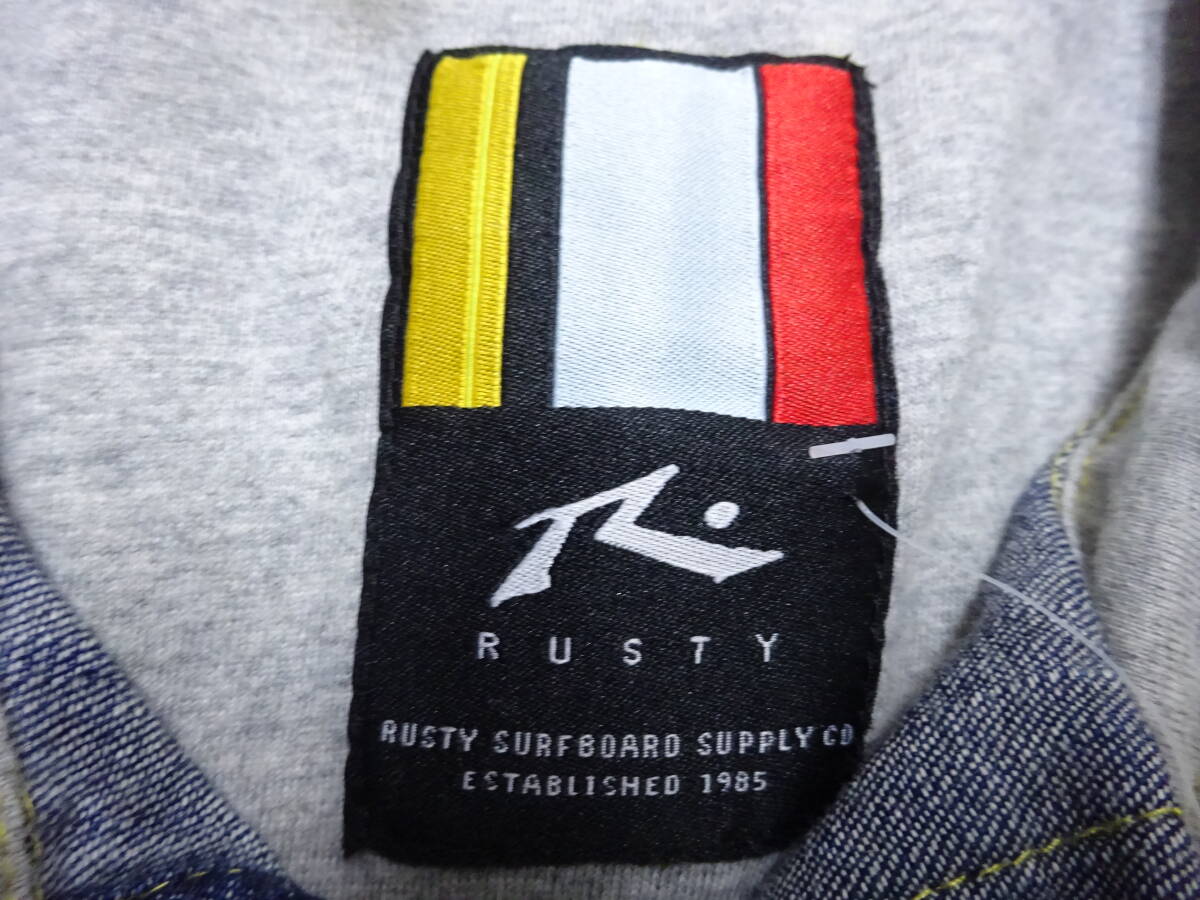 RUSTY
RUSTY SURFBOARD SUPPLY CO
ESTABLISHED 1985